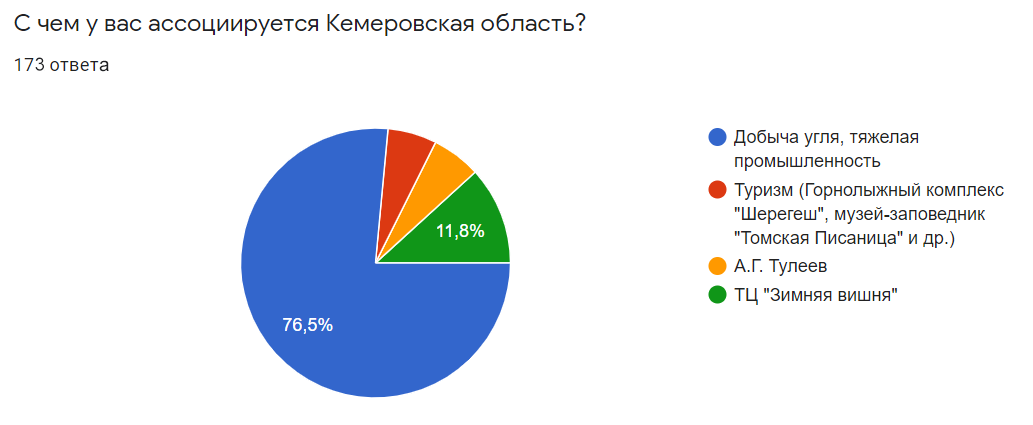 С чем у вас ассоциируется Кемеровская область?
173 ответа
Добыча угля, тяжелая
промышленность
Туризм (Горнолыжный комплекс
"Шерегеш", музей-заповедник
"Томская Писаница" и др.)
А.Г. Тулеев
ТЦ "Зимняя вишня"
11,8%
76,5%